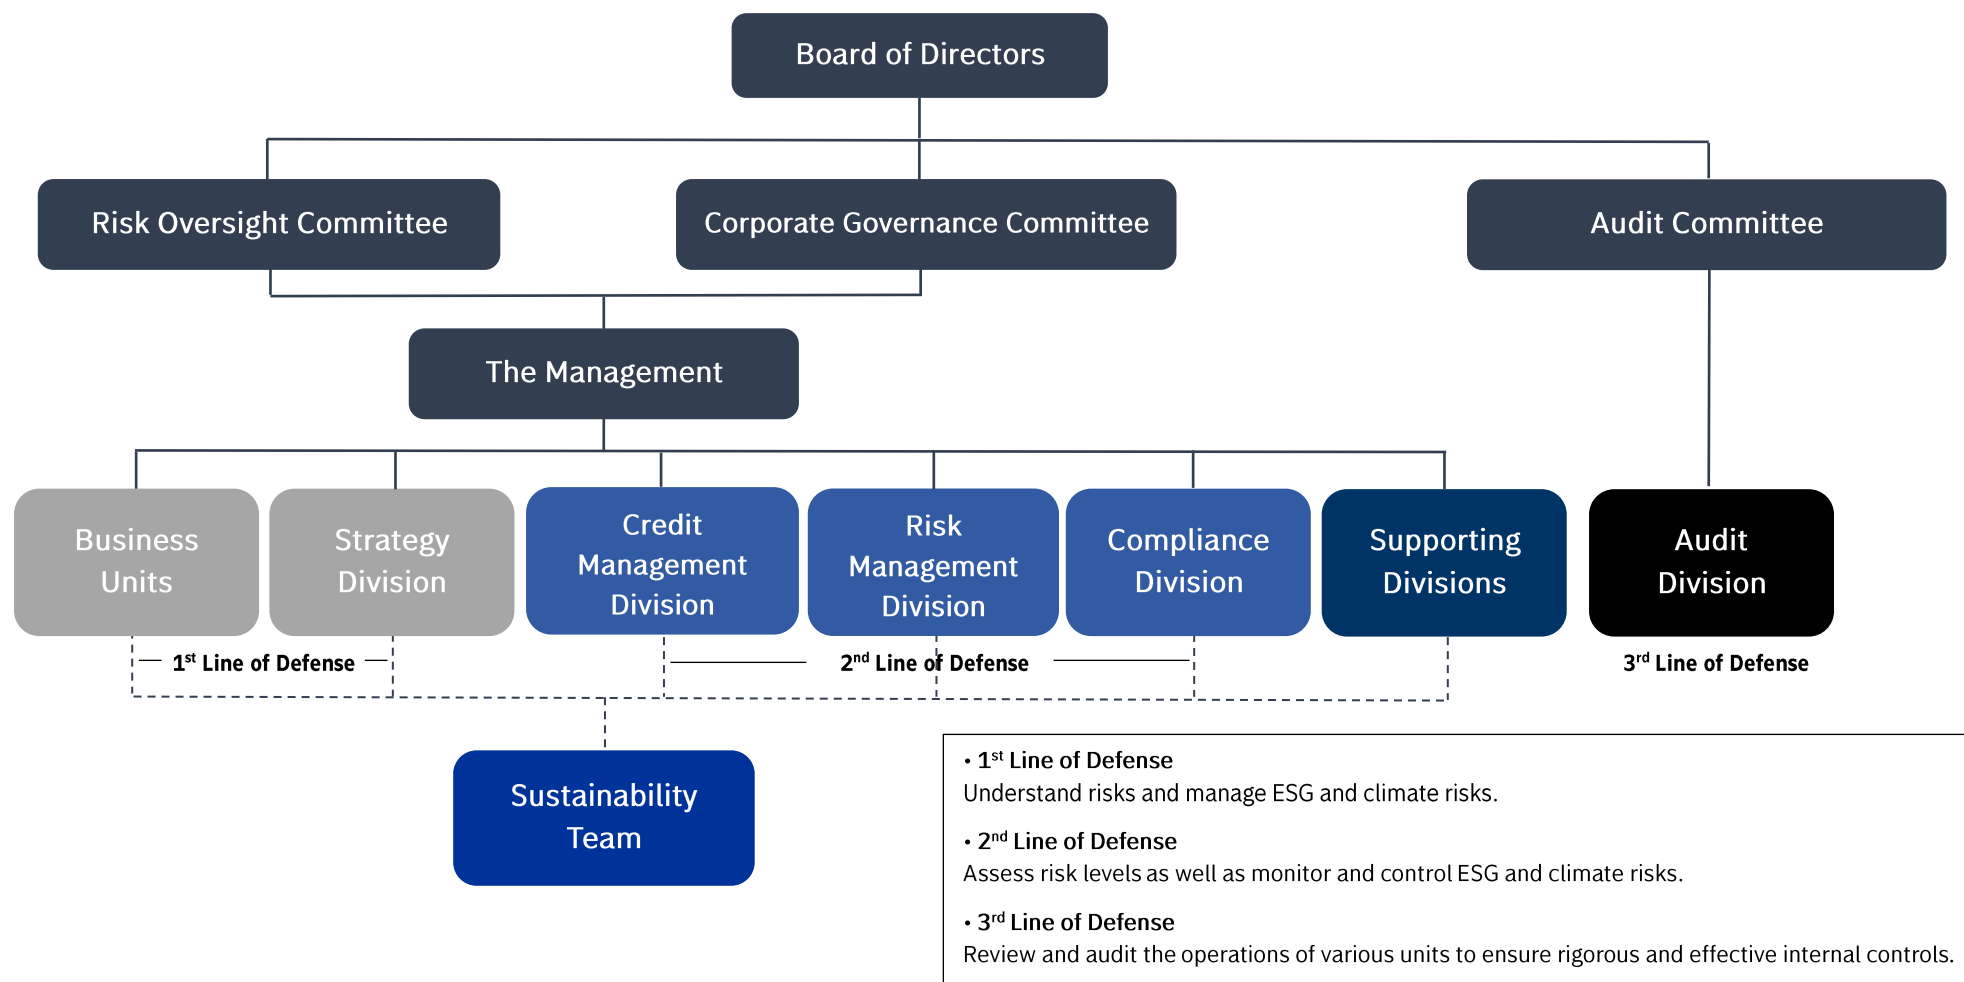 Board of Directors
Risk Oversight Committee
Corporate Governance Committee
Audit Committee
The Management
Business
Units
Strategy
Division
Credit
Management
Division
Risk
Management
Division
Compliance
Division
Supporting
Divisions
Audit
Division
1st Line of Defense
2nd Line of Defense
3rd Line of Defense
Sustainability
Team
• 1st Line of Defense
Understand risks and manage ESG and climate risks.
• 2nd Line of Defense
Assess risk levels as well as monitor and control ESG and climate risks.
• 3rd Line of Defense
Review and audit the operations of various units to ensure rigorous and effective internal controls.